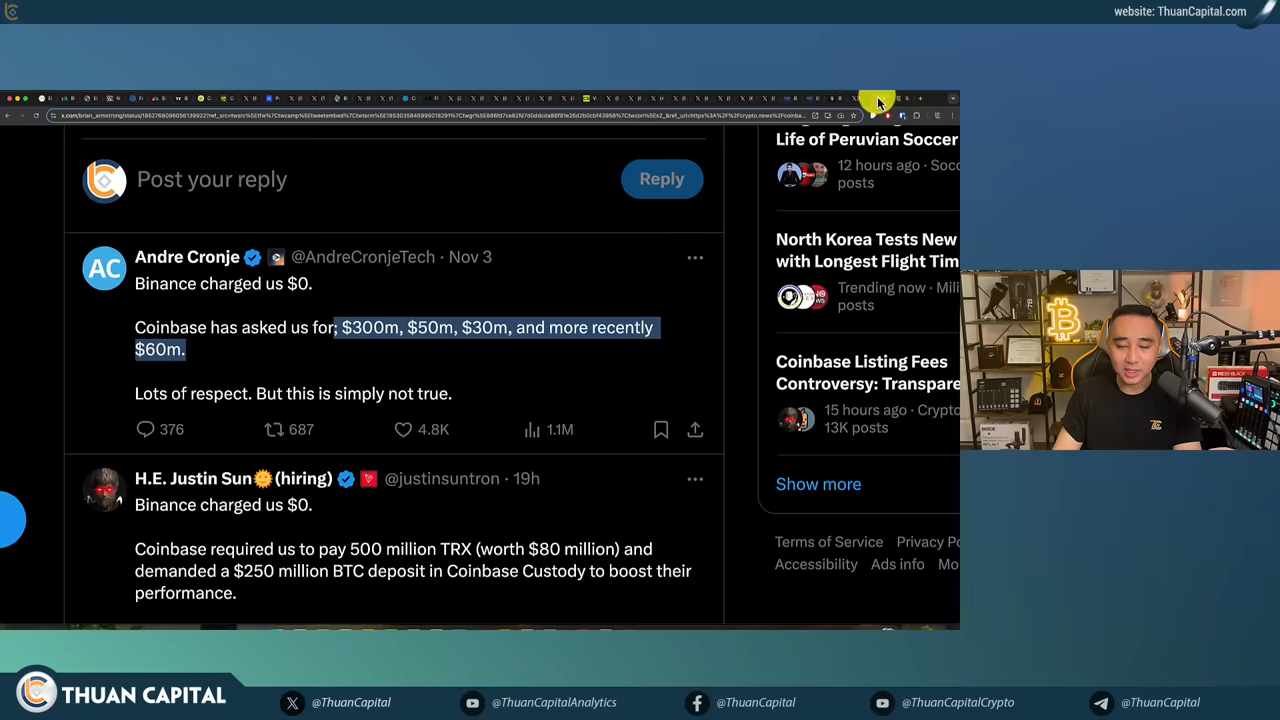 website: ThuanCapital.com
Post your reply
Reply
Andre Cronje @AndreCronjeTech · Nov 3
Binance charged us $0.
Coinbase has asked us for; $300m, $50m, $30m, and more recently
$60m.
Lots of respect. But this is simply not true.
376 687 4.8K 1.1M
H.E. Justin Sun🌞(hiring) @justinsuntron · 19h
Binance charged us $0.
Coinbase required us to pay 500 million TRX (worth $80 million) and
demanded a $250 million BTC deposit in Coinbase Custody to boost their
performance.
Life of Peruvian Soccer
12 hours ago · Socc
posts
North Korea Tests New
with Longest Flight Tim
Trending now · Mili
posts
Coinbase Listing Fees
Controversy: Transpare
15 hours ago · Crypto
13K posts
Show more
Terms of Service Privacy Po
Accessibility Ads info Mo
THUAN CAPITAL
@ThuanCapital
@ThuanCapitalAnalytics
@ThuanCapital
@ThuanCapitalCrypto
@ThuanCapital